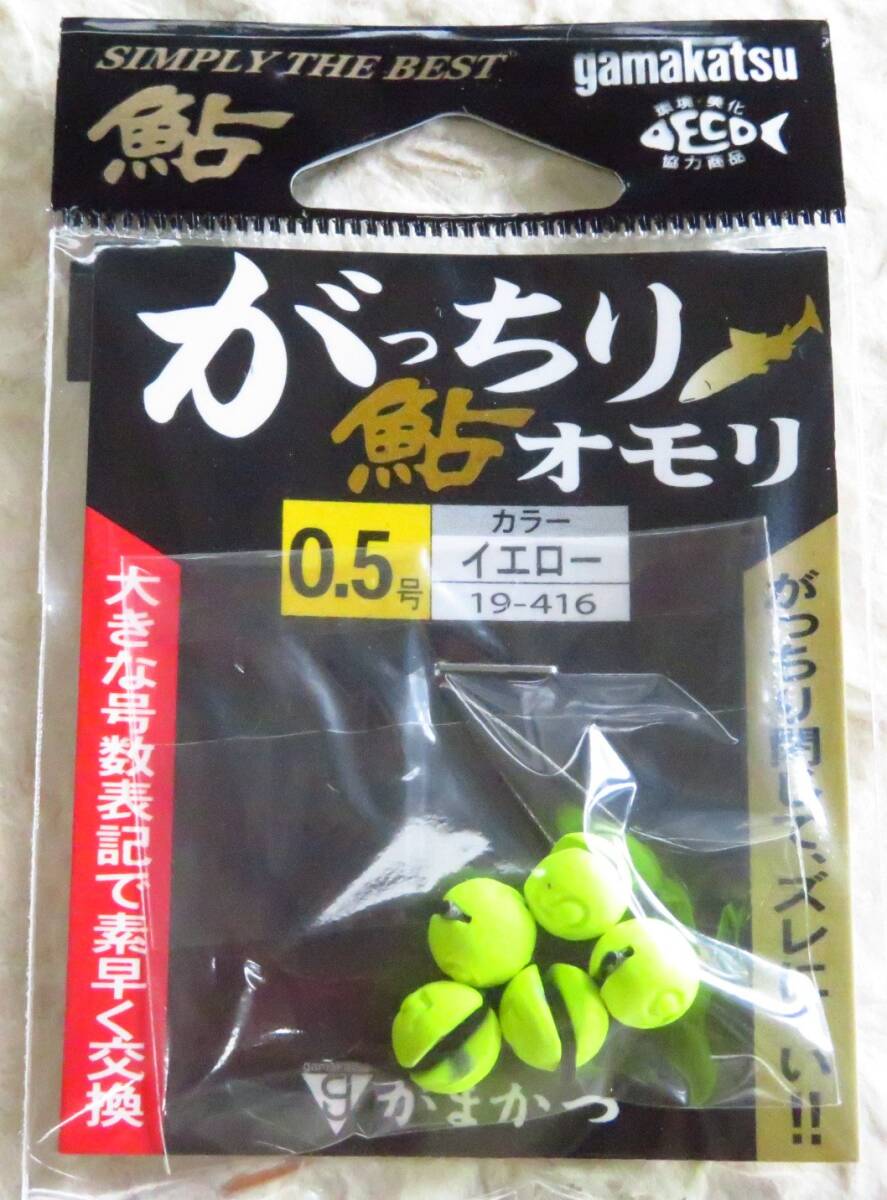 SIMPLY THE BEST
gamakatsu
鮎
環境・美化
ECO
協力商品
がっちり
鮎オモリ
0.5号
カラー
イエロー
19-416
大きな号数表記で素早く交換
がっちり閉じて、ズレにくい!!
gamakatsu
g
がまかつ